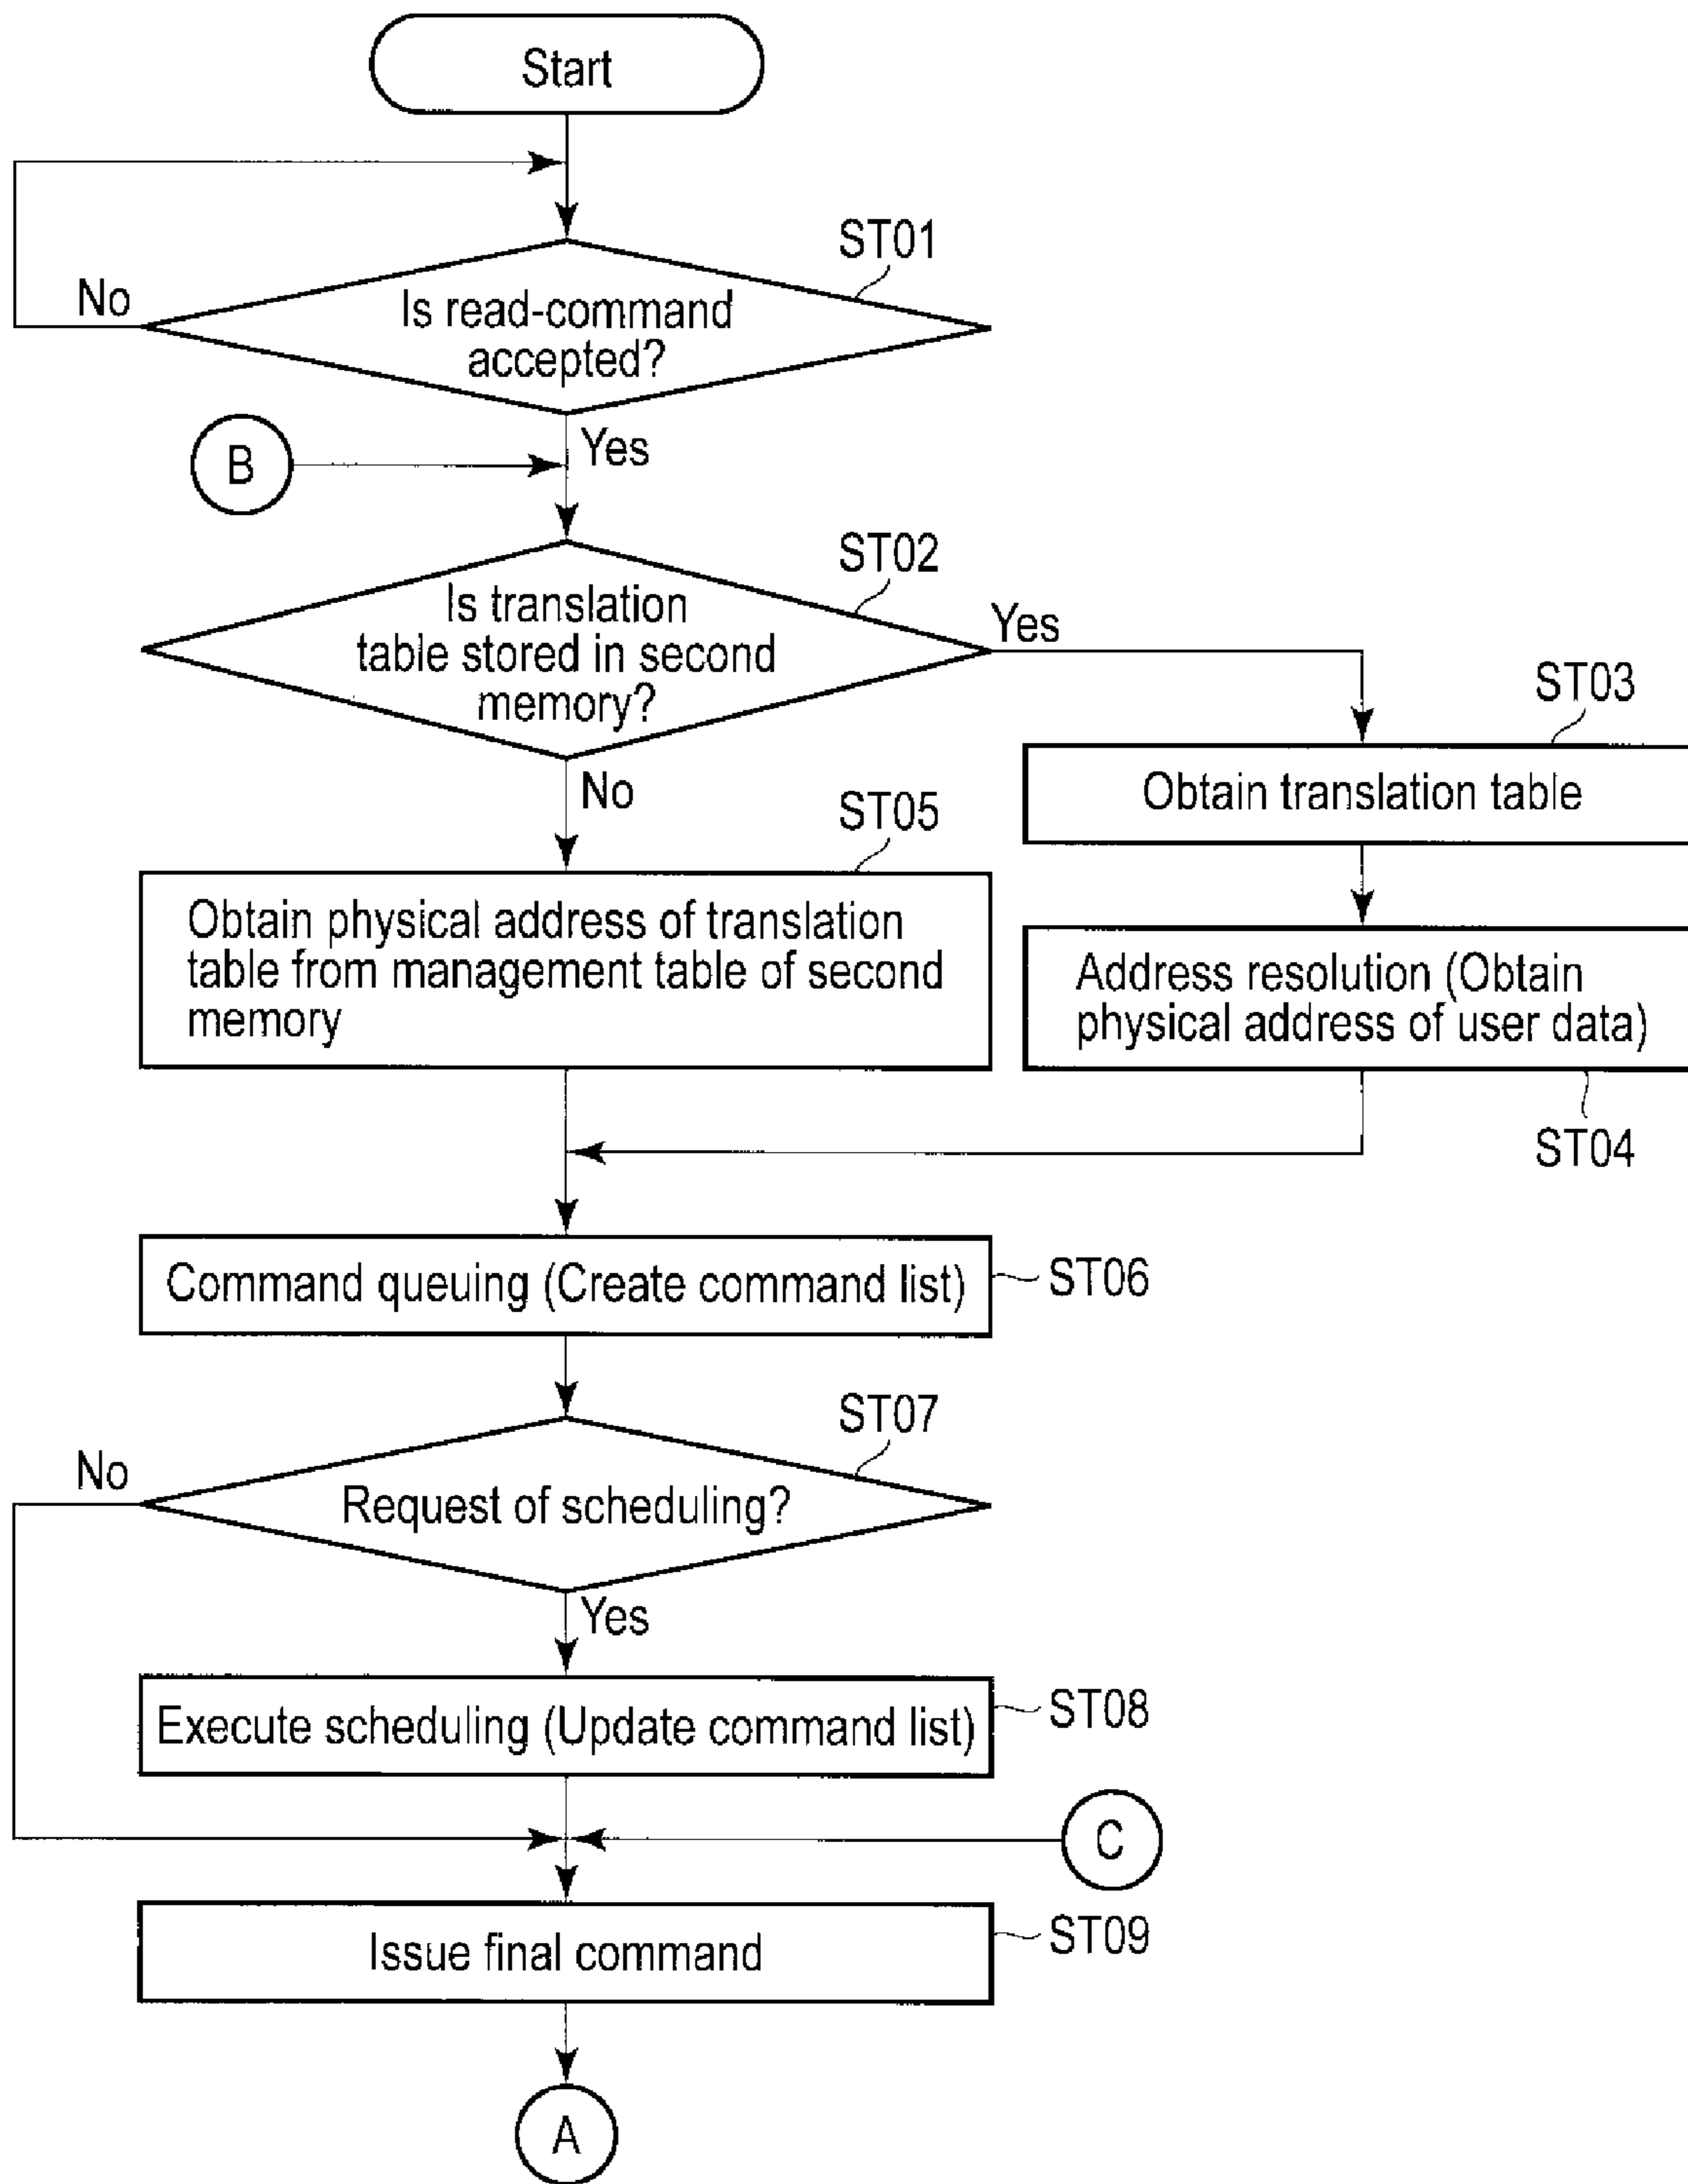 Start
ST01
No
Is read-command
accepted?
Yes
B
ST02
Is translation
table stored in second
memory?
Yes
ST03
No
Obtain translation table
ST05
Obtain physical address of translation
table from management table of second
memory
Address resolution (Obtain
physical address of user data)
ST04
Command queuing (Create command list)
ST06
ST07
No
Request of scheduling?
Yes
Execute scheduling (Update command list)
ST08
C
Issue final command
ST09
A